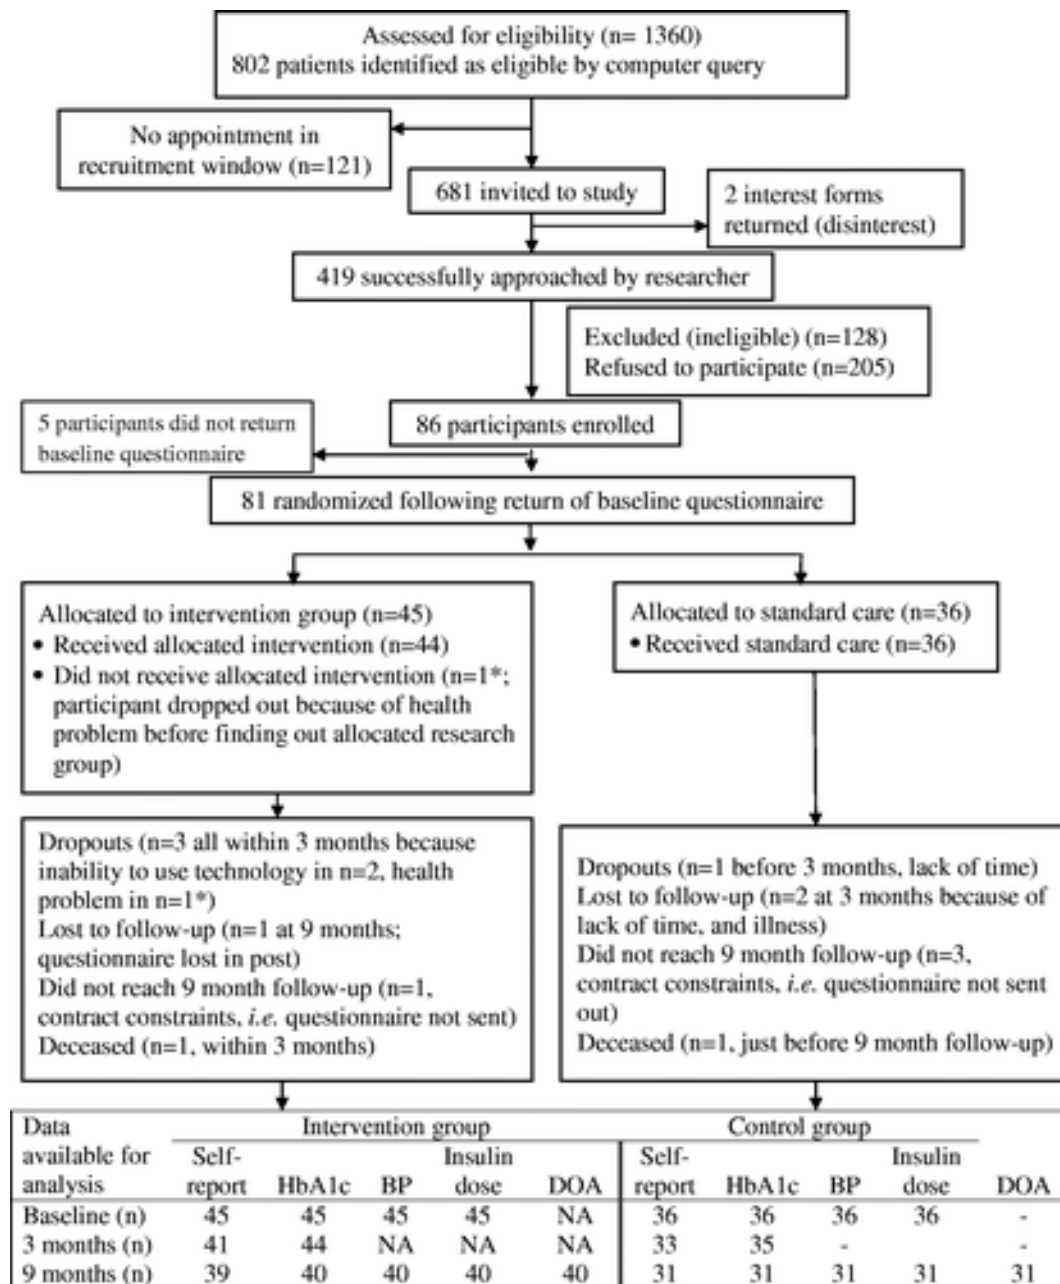 Assessed for eligibility (n= 1360)
802 patients identified as eligible by computer query
No appointment in
recruitment window (n=121)
681 invited to study
2 interest forms
returned (disinterest)
419 successfully approached by researcher
Excluded (ineligible) (n=128)
Refused to participate (n=205)
86 participants enrolled
5 participants did not return
baseline questionnaire
81 randomized following return of baseline questionnaire
Allocated to intervention group (n=45)
• Received allocated intervention (n=44)
• Did not receive allocated intervention (n=1*;
participant dropped out because of health
problem before finding out allocated research
group)
Allocated to standard care (n=36)
• Received standard care (n=36)
Dropouts (n=3 all within 3 months because
inability to use technology in n=2, health
problem in n=1*)
Lost to follow-up (n=1 at 9 months;
questionnaire lost in post)
Did not reach 9 month follow-up (n=1,
contract constraints, i.e. questionnaire not sent)
Deceased (n=1, within 3 months)
Dropouts (n=1 before 3 months, lack of time)
Lost to follow-up (n=2 at 3 months because of
lack of time, and illness)
Did not reach 9 month follow-up (n=3,
contract constraints, i.e. questionnaire not sent
out)
Deceased (n=1, just before 9 month follow-up)
Data Intervention group Control group
available for Self- Insulin Self- Insulin
analysis report HbA1c BP dose DOA report HbA1c BP dose DOA
Baseline (n) 45 45 45 45 NA 36 36 36 36 -
3 months (n) 41 44 NA NA NA 33 35 - -
9 months (n) 39 40 40 40 40 31 31 31 31 31